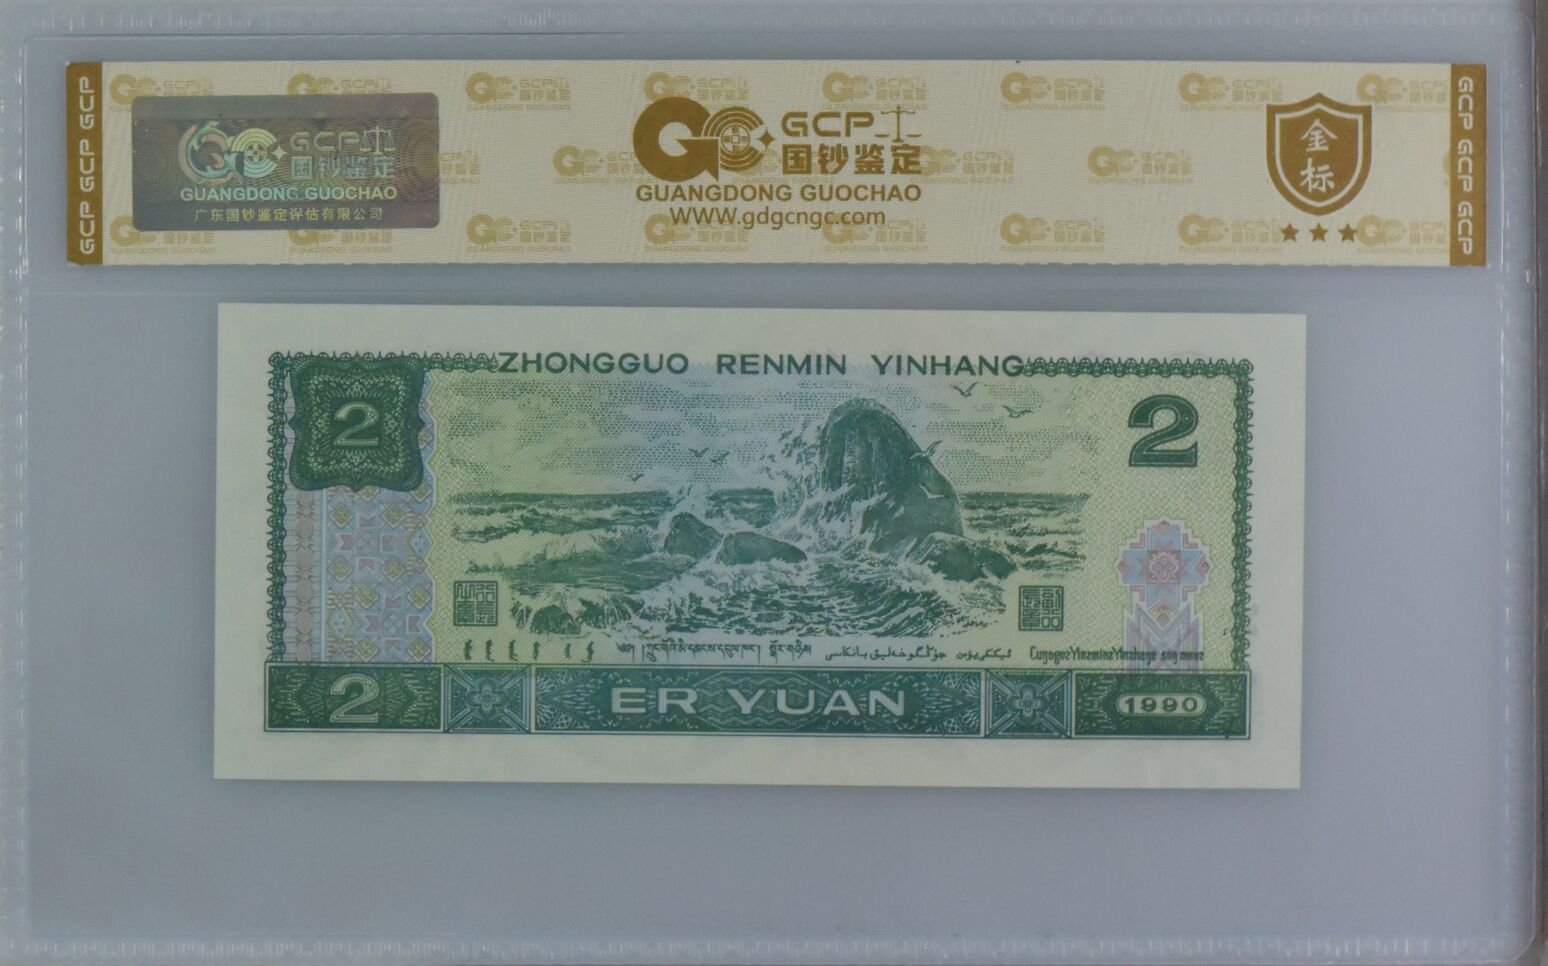 GCP GCP GCP
GCP
国钞鉴定
GUANGDONG GUOCHAO
广东国钞鉴定评估有限公司
GCP
国钞鉴定
GUANGDONG GUOCHAO
WWW.gdgcngc.com
金标
GCP GCP GCP
ZHONGGUO RENMIN YINHANG
2
2
2
ER YUAN
1990